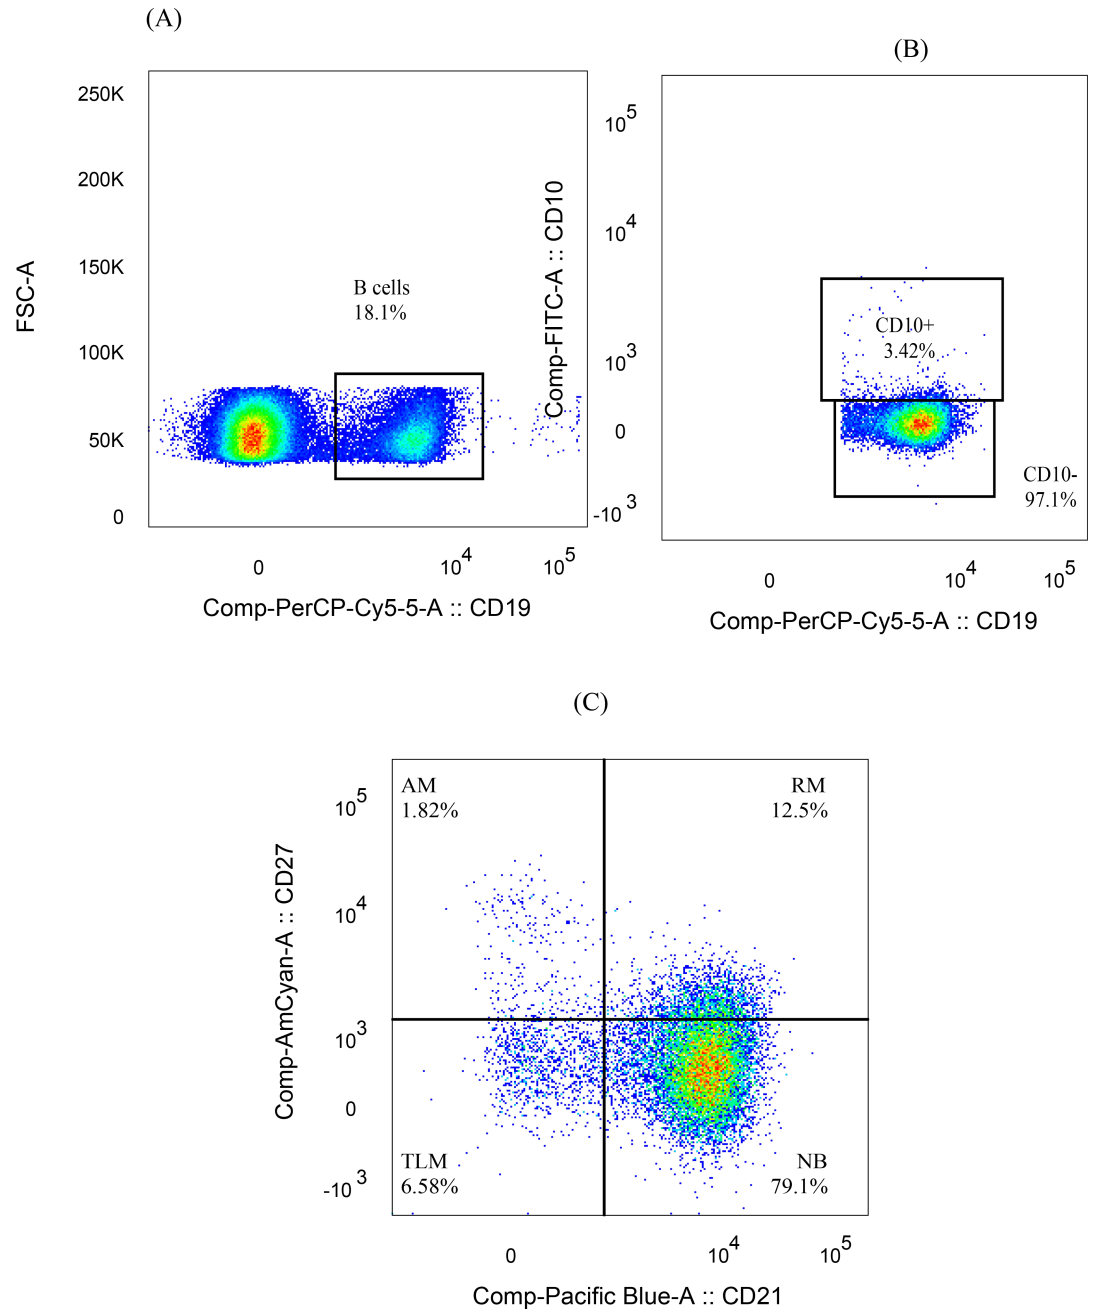 (A)
250K
200K
150K
100K
50K
0
FSC-A
B cells
18.1%
0
10^4
10^5
Comp-PerCP-Cy5-5-A :: CD19
(B)
10^5
10^4
10^3
0
-10^3
Comp-FITC-A :: CD10
CD10+
3.42%
CD10-
97.1%
0
10^4
10^5
Comp-PerCP-Cy5-5-A :: CD19
(C)
AM
1.82%
RM
12.5%
10^5
10^4
10^3
0
-10^3
Comp-AmCyan-A :: CD27
TLM
6.58%
NB
79.1%
0
10^4
10^5
Comp-Pacific Blue-A :: CD21